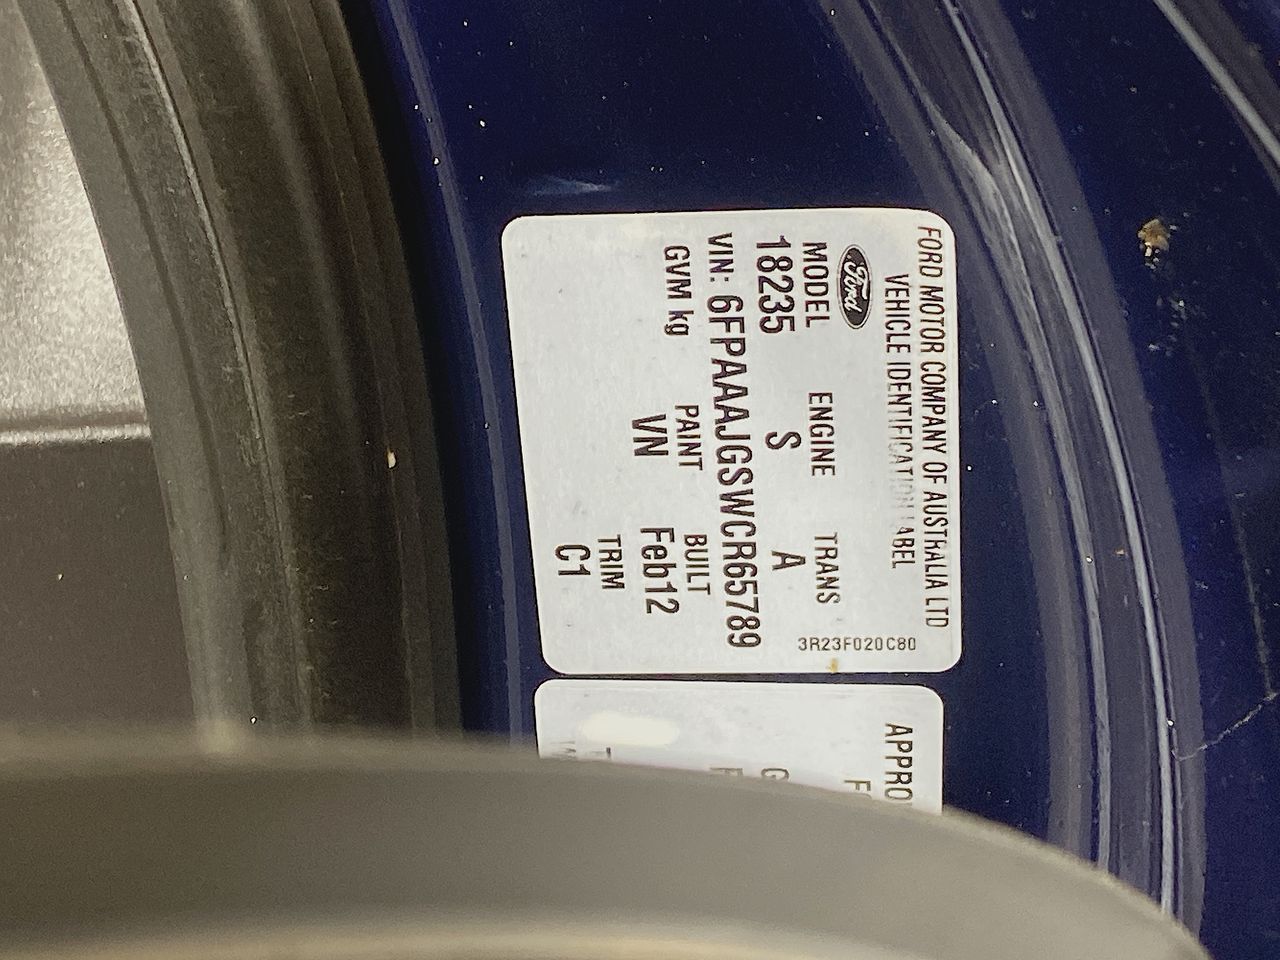 FORD MOTOR COMPANY OF AUSTRALIA LTD
VEHICLE IDENTIFICATION LABEL
Ford
MODEL ENGINE TRANS
18235 S A
3R23F020C80
VIN: 6FPAAAJGSWCR65789
GVM kg PAINT BUILT
VN Feb12
TRIM
C1
APPRO